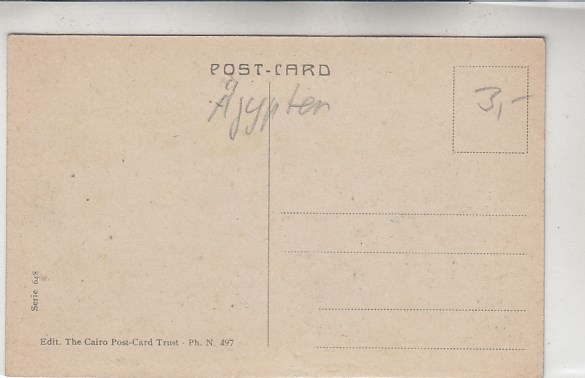 POST-CARD
Ägypten
3,-
Serie 648
Edit. The Cairo Post-Card Trust - Ph. N. 497